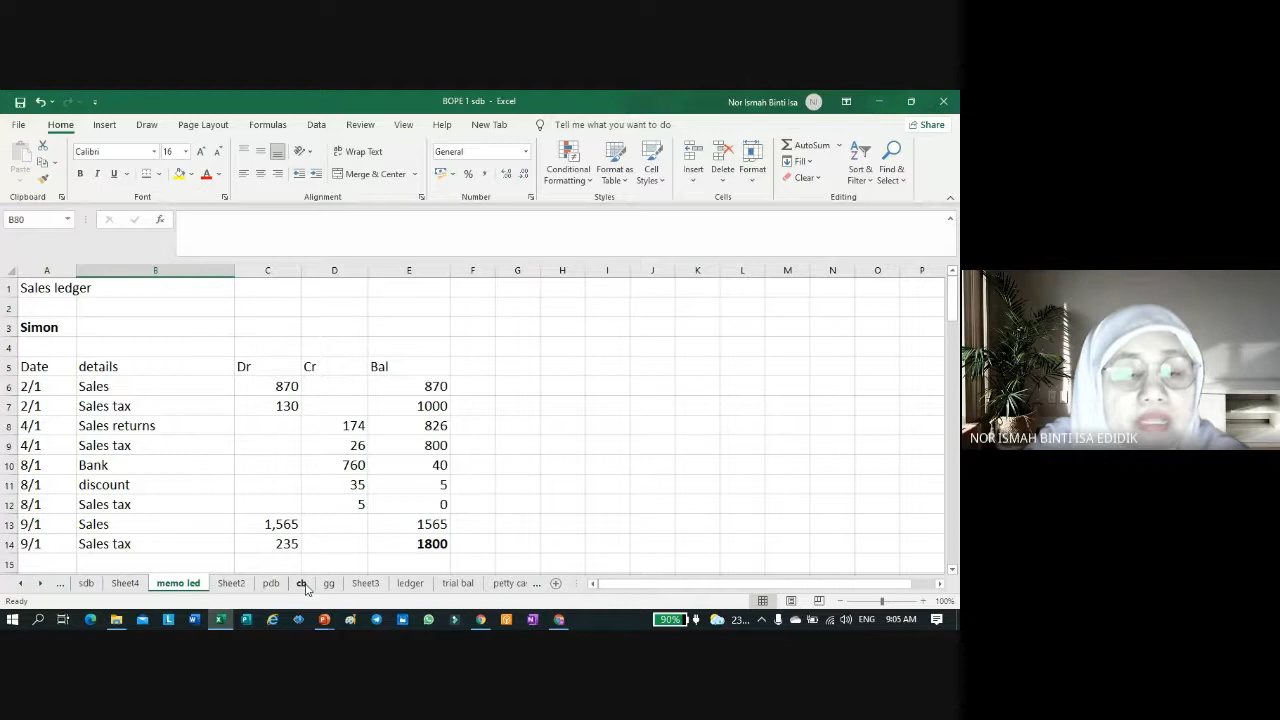 BOPE 1 sdb - Excel
Nor Ismah Binti Isa NI
File Home Insert Draw Page Layout Formulas Data Review View Help New Tab Tell me what you want to do Share
Calibri 16 Wrap Text General AutoSum
Fill
Paste B I U Merge & Center Conditional Formatting Format as Table Cell Styles Insert Delete Format Clear Sort & Filter Find & Select
Clipboard Font Alignment Number Styles Cells Editing
B80 fx
A B C D E F G H I J K L M N O P
1 Sales ledger
2
3 Simon
4
5 Date details Dr Cr Bal
6 2/1 Sales 870 870
7 2/1 Sales tax 130 1000
8 4/1 Sales returns 174 826
9 4/1 Sales tax 26 800
10 8/1 Bank 760 40
11 8/1 discount 35 5
12 8/1 Sales tax 5 0
13 9/1 Sales 1,565 1565
14 9/1 Sales tax 235 1800
15
... sdb Sheet4 memo led Sheet2 pdb cb gg Sheet3 ledger trial bal petty ca ...
Ready 100%
90% 23... ENG 9:05 AM
NOR ISMAH BINTI ISA EDIDIK